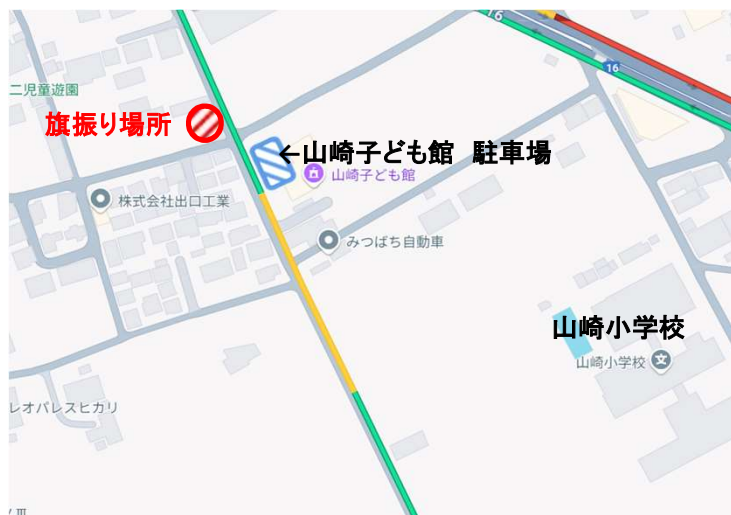 16
16
二児童遊園
旗振り場所
←山崎子ども館 駐車場
山崎子ども館
株式会社出口工業
みつばち自動車
山崎小学校
山崎小学校
レオパレスヒカリ